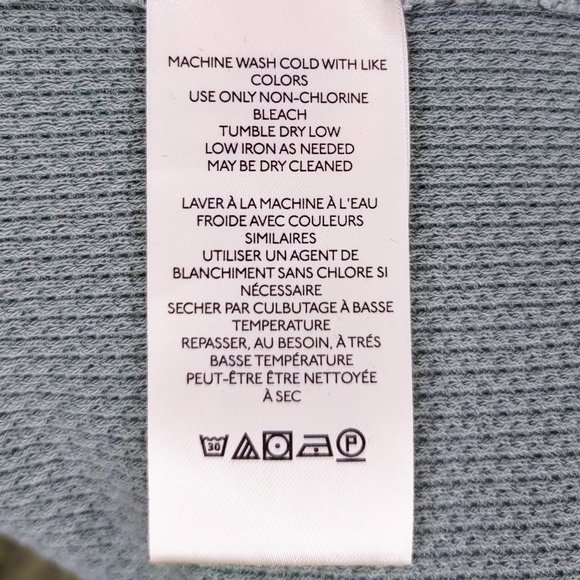 MACHINE WASH COLD WITH LIKE
COLORS
USE ONLY NON-CHLORINE
BLEACH
TUMBLE DRY LOW
LOW IRON AS NEEDED
MAY BE DRY CLEANED
LAVER À LA MACHINE À L'EAU
FROIDE AVEC COULEURS
SIMILAIRES
UTILISER UN AGENT DE
BLANCHIMENT SANS CHLORE SI
NÉCESSAIRE
SECHER PAR CULBUTAGE À BASSE
TEMPERATURE
REPASSER, AU BESOIN, À TRÉS
BASSE TEMPÉRATURE
PEUT-ÊTRE ÊTRE NETTOYÉE
À SEC
30 P